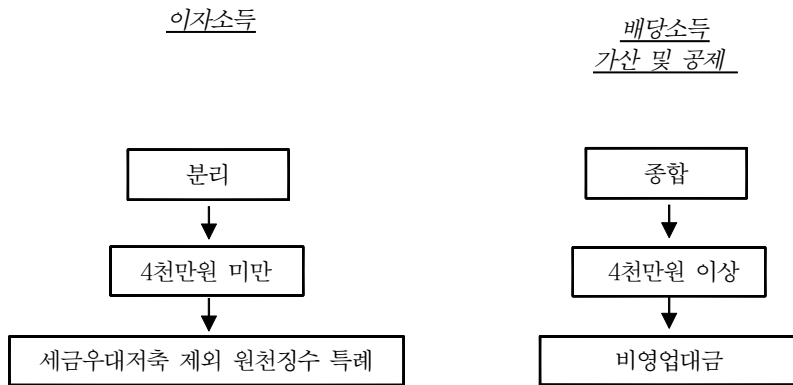 이자소득
배당소득
가산 및 공제
분리
종합
4천만원 미만
4천만원 이상
세금우대저축 제외 원천징수 특례
비영업대금